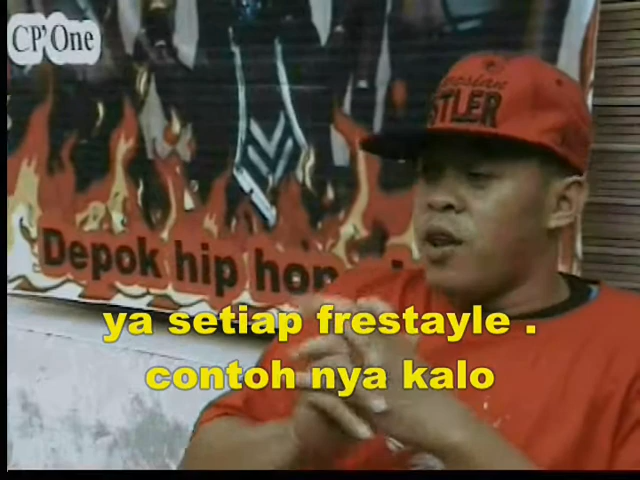 CP'One
STLER
Depok hip hop
ya setiap frestayle .
contoh nya kalo